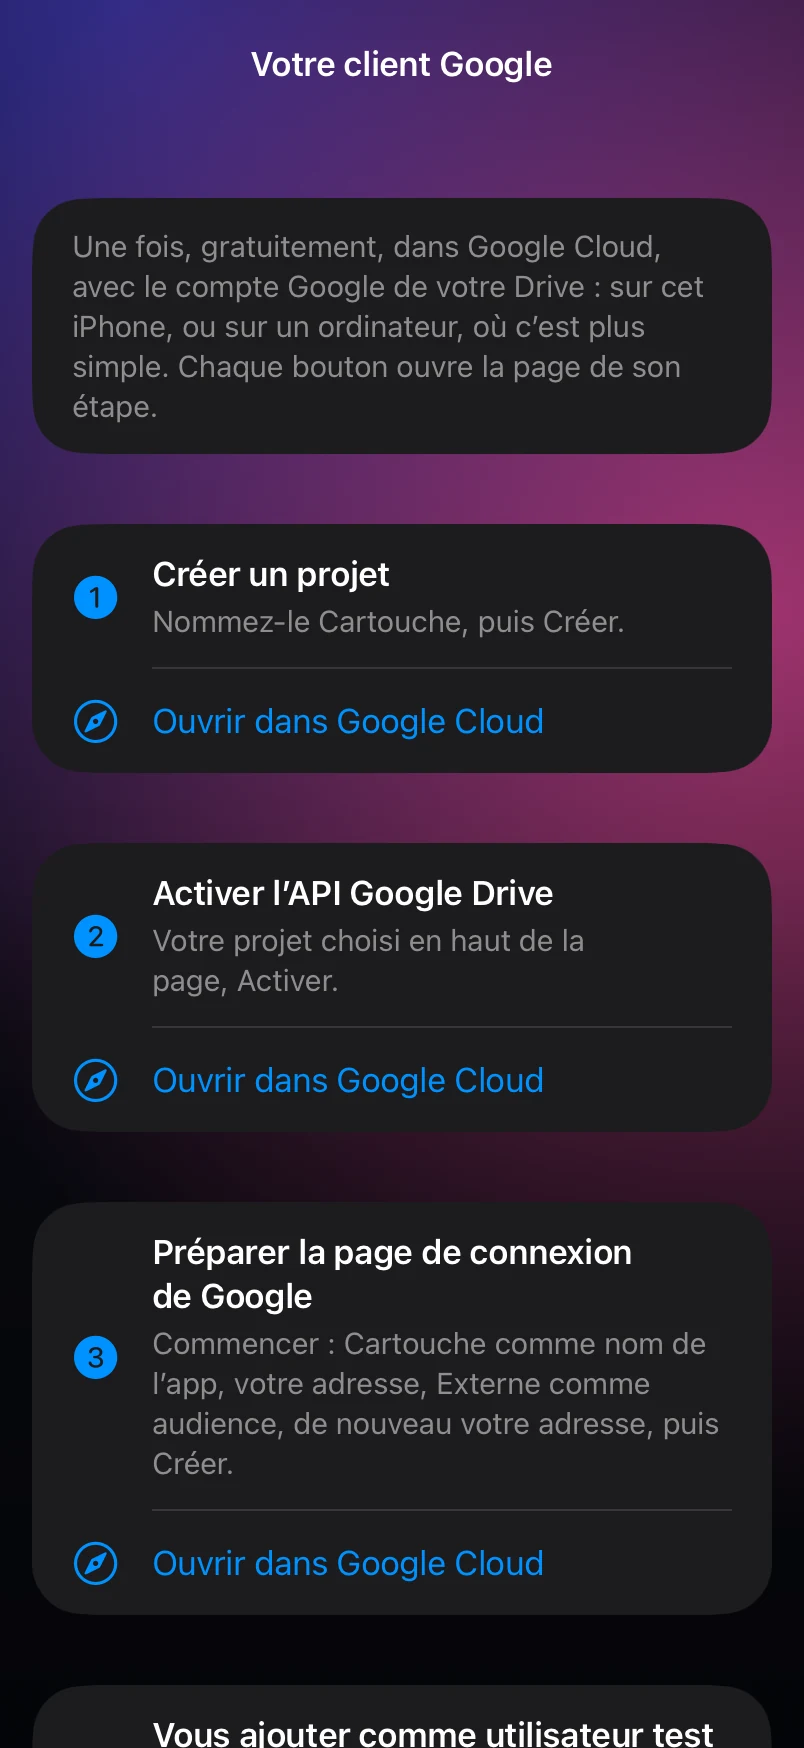 Votre client Google
Une fois, gratuitement, dans Google Cloud,
avec le compte Google de votre Drive : sur cet
iPhone, ou sur un ordinateur, où c’est plus
simple. Chaque bouton ouvre la page de son
étape.
1
Créer un projet
Nommez-le Cartouche, puis Créer.
Ouvrir dans Google Cloud
2
Activer l’API Google Drive
Votre projet choisi en haut de la
page, Activer.
Ouvrir dans Google Cloud
3
Préparer la page de connexion
de Google
Commencer : Cartouche comme nom de
l’app, votre adresse, Externe comme
audience, de nouveau votre adresse, puis
Créer.
Ouvrir dans Google Cloud
Vous ajouter comme utilisateur test